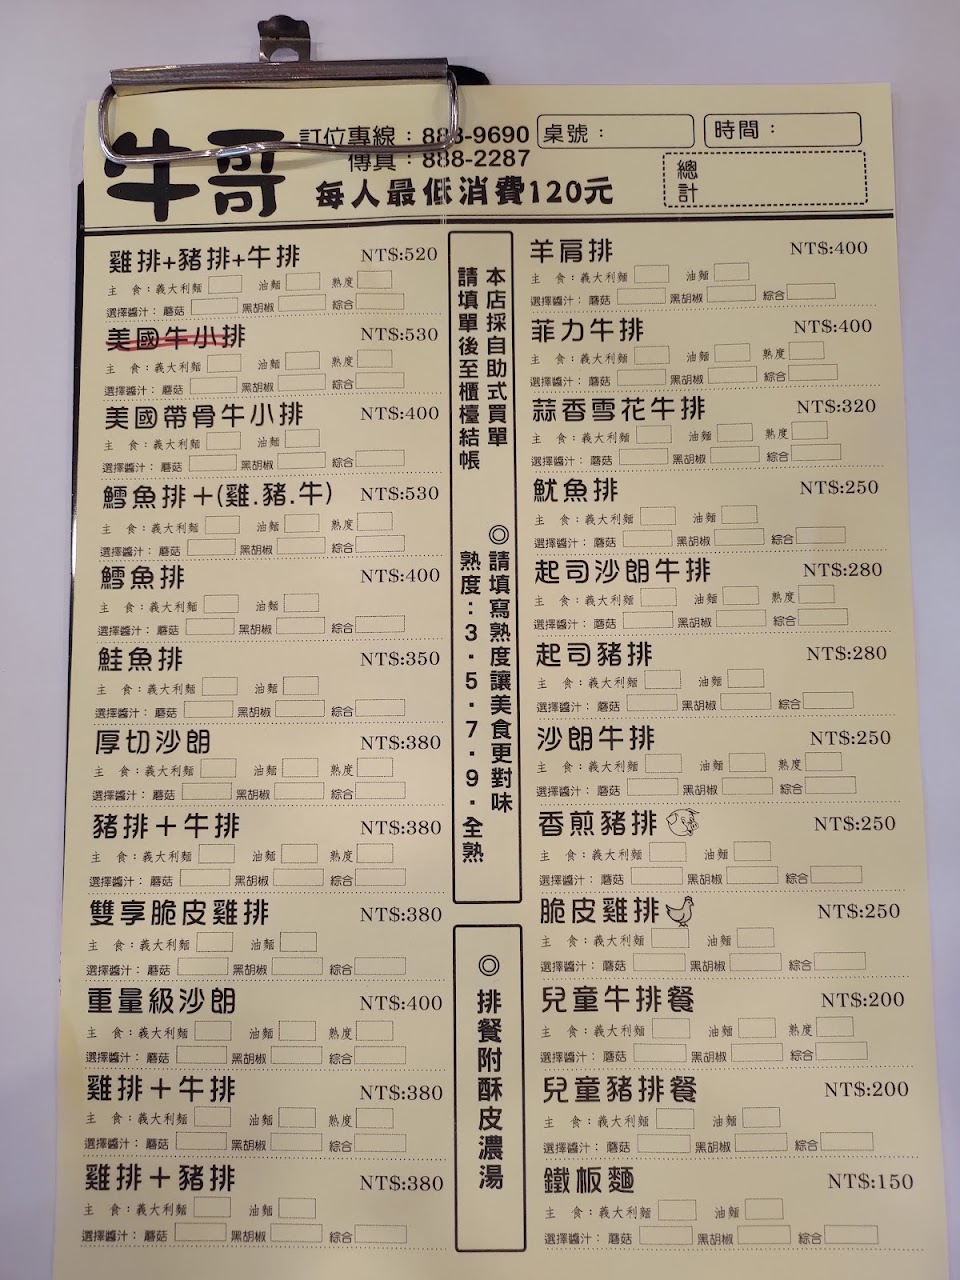 牛哥
訂位專線：888-9690
傳真：888-2287
每人最低消費120元
桌號：
時間：
總計
雞排+豬排+牛排 NT$:520
主 食：義大利麵 油麵 熟度
選擇醬汁：蘑菇 黑胡椒 綜合
美國牛小排 NT$:530
主 食：義大利麵 油麵 熟度
選擇醬汁：蘑菇 黑胡椒 綜合
美國帶骨牛小排 NT$:400
主 食：義大利麵 油麵
選擇醬汁：蘑菇 黑胡椒 綜合
鱈魚排＋(雞.豬.牛) NT$:530
主 食：義大利麵 油麵 熟度
選擇醬汁：蘑菇 黑胡椒 綜合
鱈魚排 NT$:400
主 食：義大利麵 油麵
選擇醬汁：蘑菇 黑胡椒 綜合
鮭魚排 NT$:350
主 食：義大利麵 油麵
選擇醬汁：蘑菇 黑胡椒 綜合
厚切沙朗 NT$:380
主 食：義大利麵 油麵 熟度
選擇醬汁：蘑菇 黑胡椒 綜合
豬排＋牛排 NT$:380
主 食：義大利麵 油麵 熟度
選擇醬汁：蘑菇 黑胡椒 綜合
雙享脆皮雞排 NT$:380
主 食：義大利麵 油麵
選擇醬汁：蘑菇 黑胡椒 綜合
重量級沙朗 NT$:400
主 食：義大利麵 油麵 熟度
選擇醬汁：蘑菇 黑胡椒 綜合
雞排＋牛排 NT$:380
主 食：義大利麵 油麵 熟度
選擇醬汁：蘑菇 黑胡椒 綜合
雞排＋豬排 NT$:380
主 食：義大利麵 油麵
選擇醬汁：蘑菇 黑胡椒 綜合
本店採自助式買單
請填單後至櫃檯結帳
◎請填寫熟度讓美食更對味
熟度：3．5．7．9．全熟
◎排餐附酥皮濃湯
羊肩排 NT$:400
主 食：義大利麵 油麵
選擇醬汁：蘑菇 黑胡椒 綜合
菲力牛排 NT$:400
主 食：義大利麵 油麵 熟度
選擇醬汁：蘑菇 黑胡椒 綜合
蒜香雪花牛排 NT$:320
主 食：義大利麵 油麵 熟度
選擇醬汁：蘑菇 黑胡椒 綜合
魷魚排 NT$:250
主 食：義大利麵 油麵
選擇醬汁：蘑菇 黑胡椒 綜合
起司沙朗牛排 NT$:280
主 食：義大利麵 油麵 熟度
選擇醬汁：蘑菇 黑胡椒 綜合
起司豬排 NT$:280
主 食：義大利麵 油麵
選擇醬汁：蘑菇 黑胡椒 綜合
沙朗牛排 NT$:250
主 食：義大利麵 油麵 熟度
選擇醬汁：蘑菇 黑胡椒 綜合
香煎豬排 NT$:250
主 食：義大利麵 油麵
選擇醬汁：蘑菇 黑胡椒 綜合
脆皮雞排 NT$:250
主 食：義大利麵 油麵
選擇醬汁：蘑菇 黑胡椒 綜合
兒童牛排餐 NT$:200
主 食：義大利麵 油麵 熟度
選擇醬汁：蘑菇 黑胡椒 綜合
兒童豬排餐 NT$:200
主 食：義大利麵 油麵
選擇醬汁：蘑菇 黑胡椒 綜合
鐵板麵 NT$:150
主 食：義大利麵 油麵
選擇醬汁：蘑菇 黑胡椒 綜合